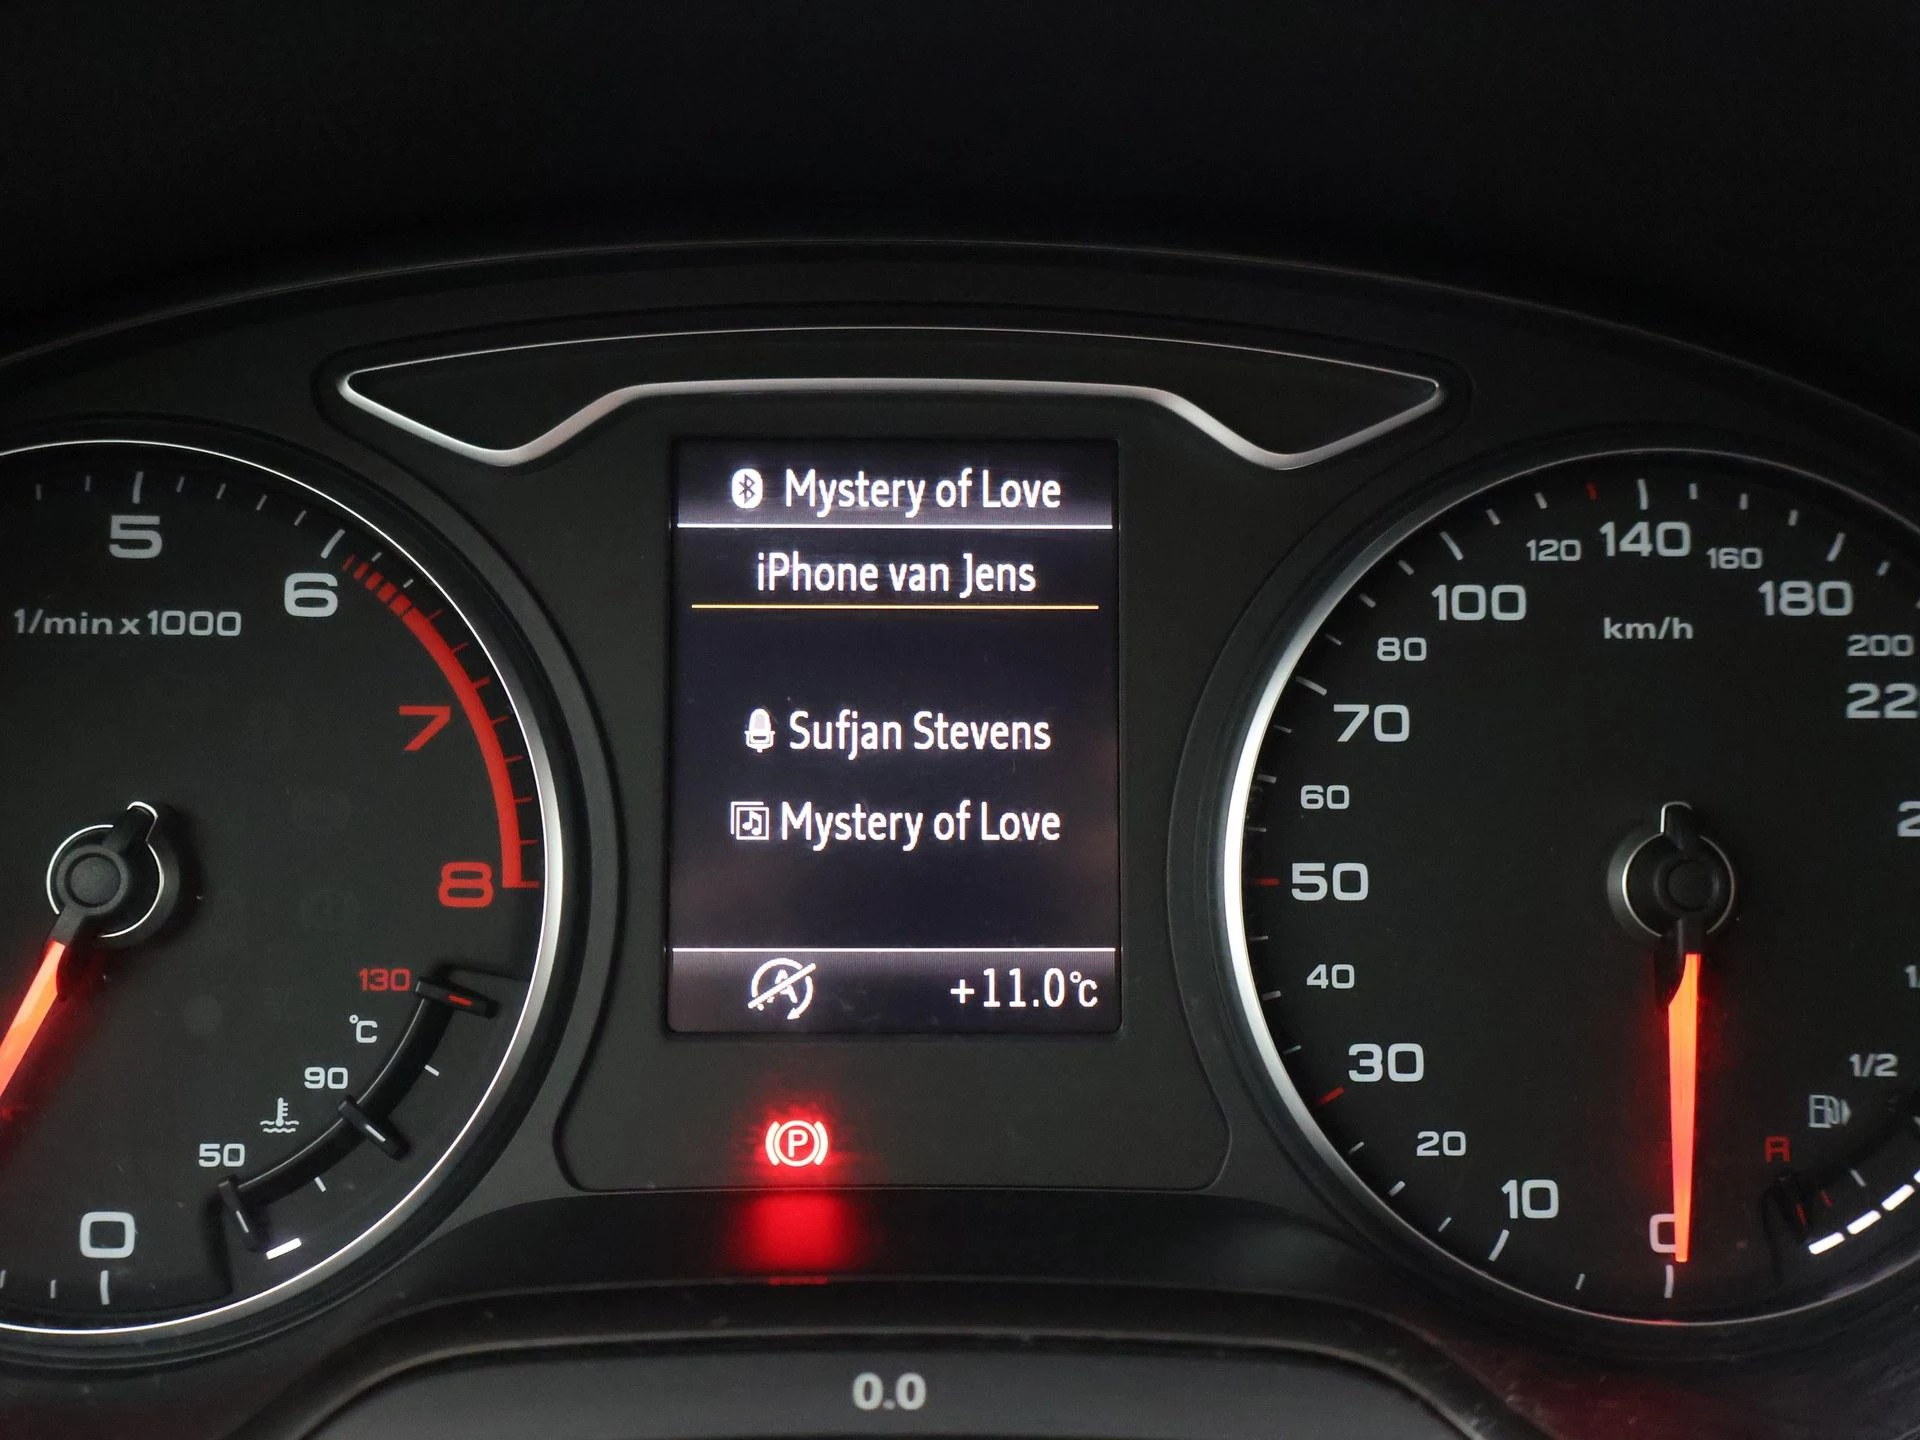 Mystery of Love
iPhone van Jens
Sufjan Stevens
Mystery of Love
+11.0°C
5
6
1/min x 1000
7
8
130
°C
90
50
0
P
120
140
160
100
180
km/h
80
200
70
60
50
40
30
1/2
20
10
0
0.0